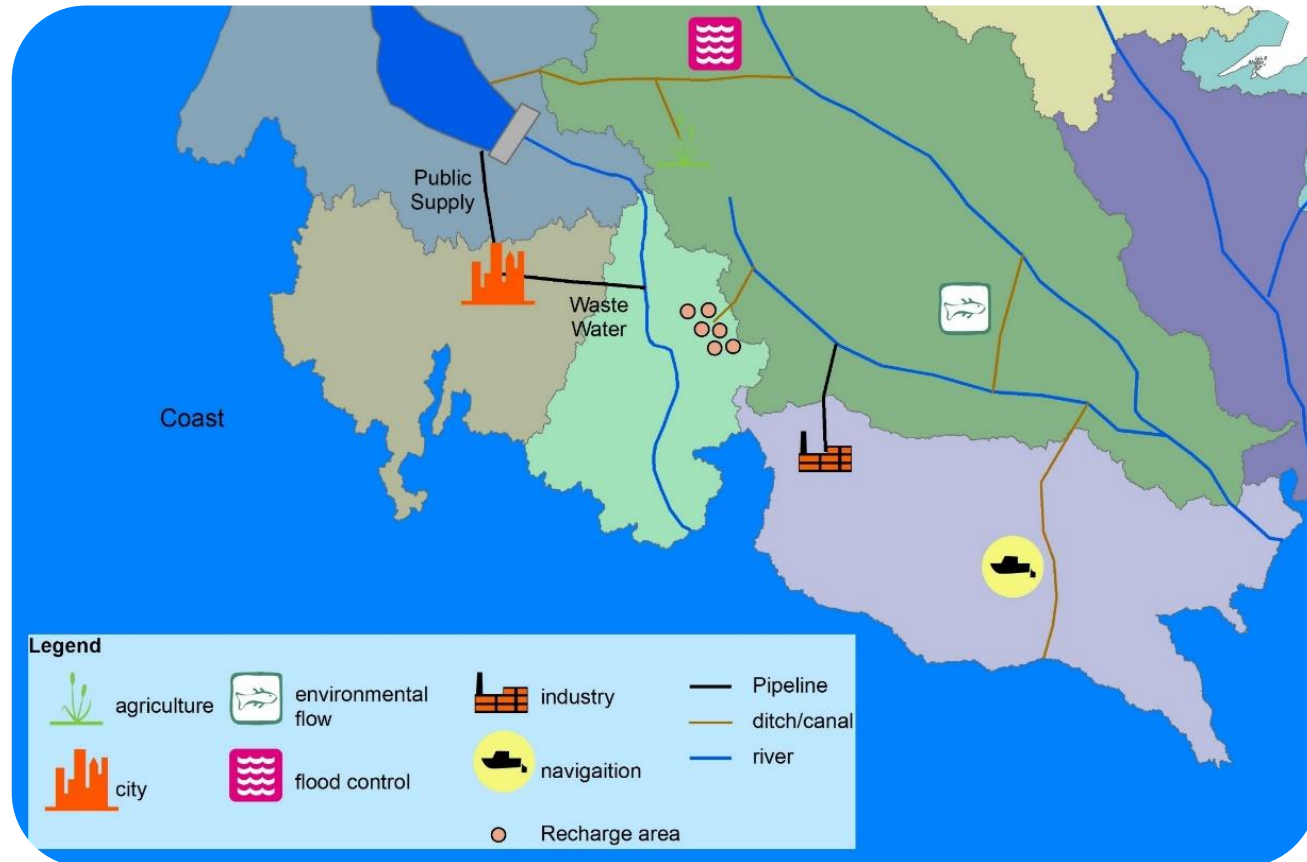 Public
Supply
Waste
Water
Coast
Legend
agriculture
environmental
flow
industry
Pipeline
ditch/canal
river
city
flood control
navigaition
Recharge area